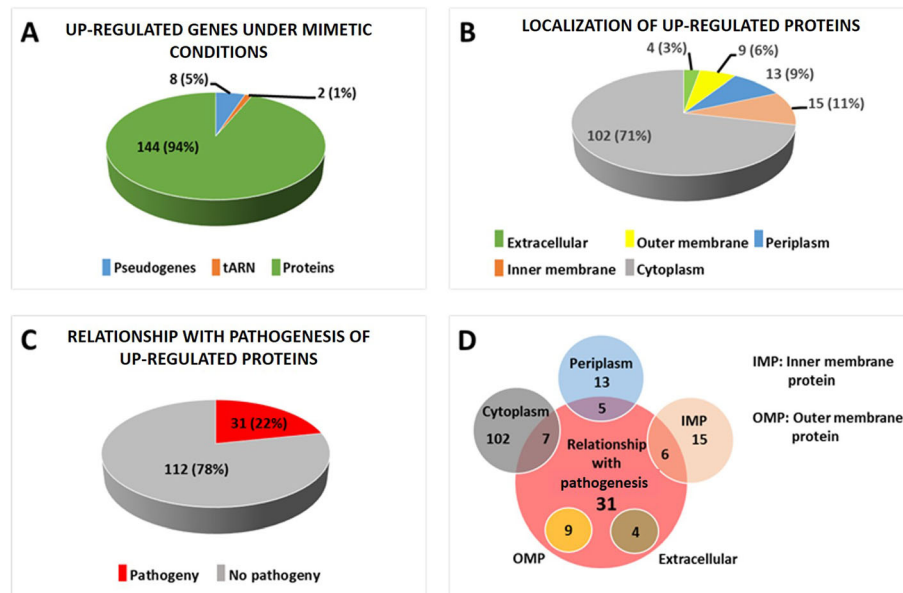 A
UP-REGULATED GENES UNDER MIMETIC
CONDITIONS
8 (5%)
2 (1%)
144 (94%)
Pseudogenes
tARN
Proteins
B
LOCALIZATION OF UP-REGULATED PROTEINS
4 (3%)
9 (6%)
13 (9%)
15 (11%)
102 (71%)
Extracellular
Outer membrane
Periplasm
Inner membrane
Cytoplasm
C
RELATIONSHIP WITH PATHOGENESIS OF
UP-REGULATED PROTEINS
31 (22%)
112 (78%)
Pathogeny
No pathogeny
D
Periplasm
13
5
Cytoplasm
102
7
IMP
15
6
Relationship
with
pathogenesis
31
9
4
OMP
Extracellular
IMP: Inner membrane
protein
OMP: Outer membrane
protein